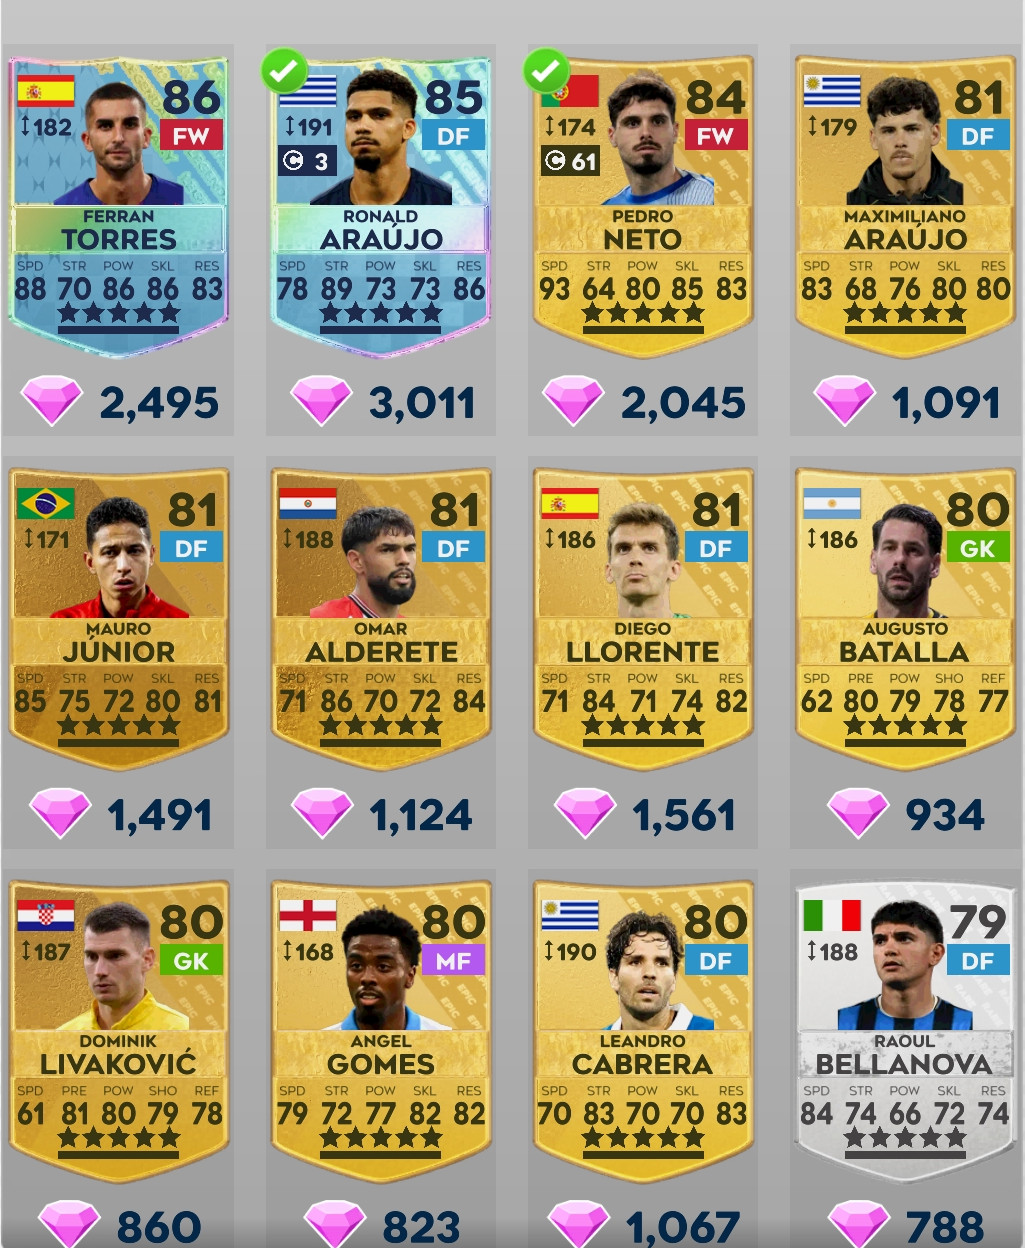 86
182
FW
FERRAN
TORRES
SPD STR POW SKL RES
88 70 86 86 83
2,495
85
191
DF
C 3
RONALD
ARAÚJO
SPD STR POW SKL RES
78 89 73 73 86
3,011
84
174
FW
C 61
PEDRO
NETO
SPD STR POW SKL RES
93 64 80 85 83
2,045
81
179
DF
MAXIMILIANO
ARAÚJO
SPD STR POW SKL RES
83 68 76 80 80
1,091
81
171
DF
MAURO
JÚNIOR
SPD STR POW SKL RES
85 75 72 80 81
1,491
81
188
DF
OMAR
ALDERETE
SPD STR POW SKL RES
71 86 70 72 84
1,124
81
186
DF
DIEGO
LLORENTE
SPD STR POW SKL RES
71 84 71 74 82
1,561
80
186
GK
AUGUSTO
BATALLA
SPD PRE POW SHO REF
62 80 79 78 77
934
80
187
GK
DOMINIK
LIVAKOVIĆ
SPD PRE POW SHO REF
61 81 80 79 78
860
80
168
MF
ANGEL
GOMES
SPD STR POW SKL RES
79 72 77 82 82
823
80
190
DF
LEANDRO
CABRERA
SPD STR POW SKL RES
70 83 70 70 83
1,067
79
188
DF
RAOUL
BELLANOVA
SPD STR POW SKL RES
84 74 66 72 74
788